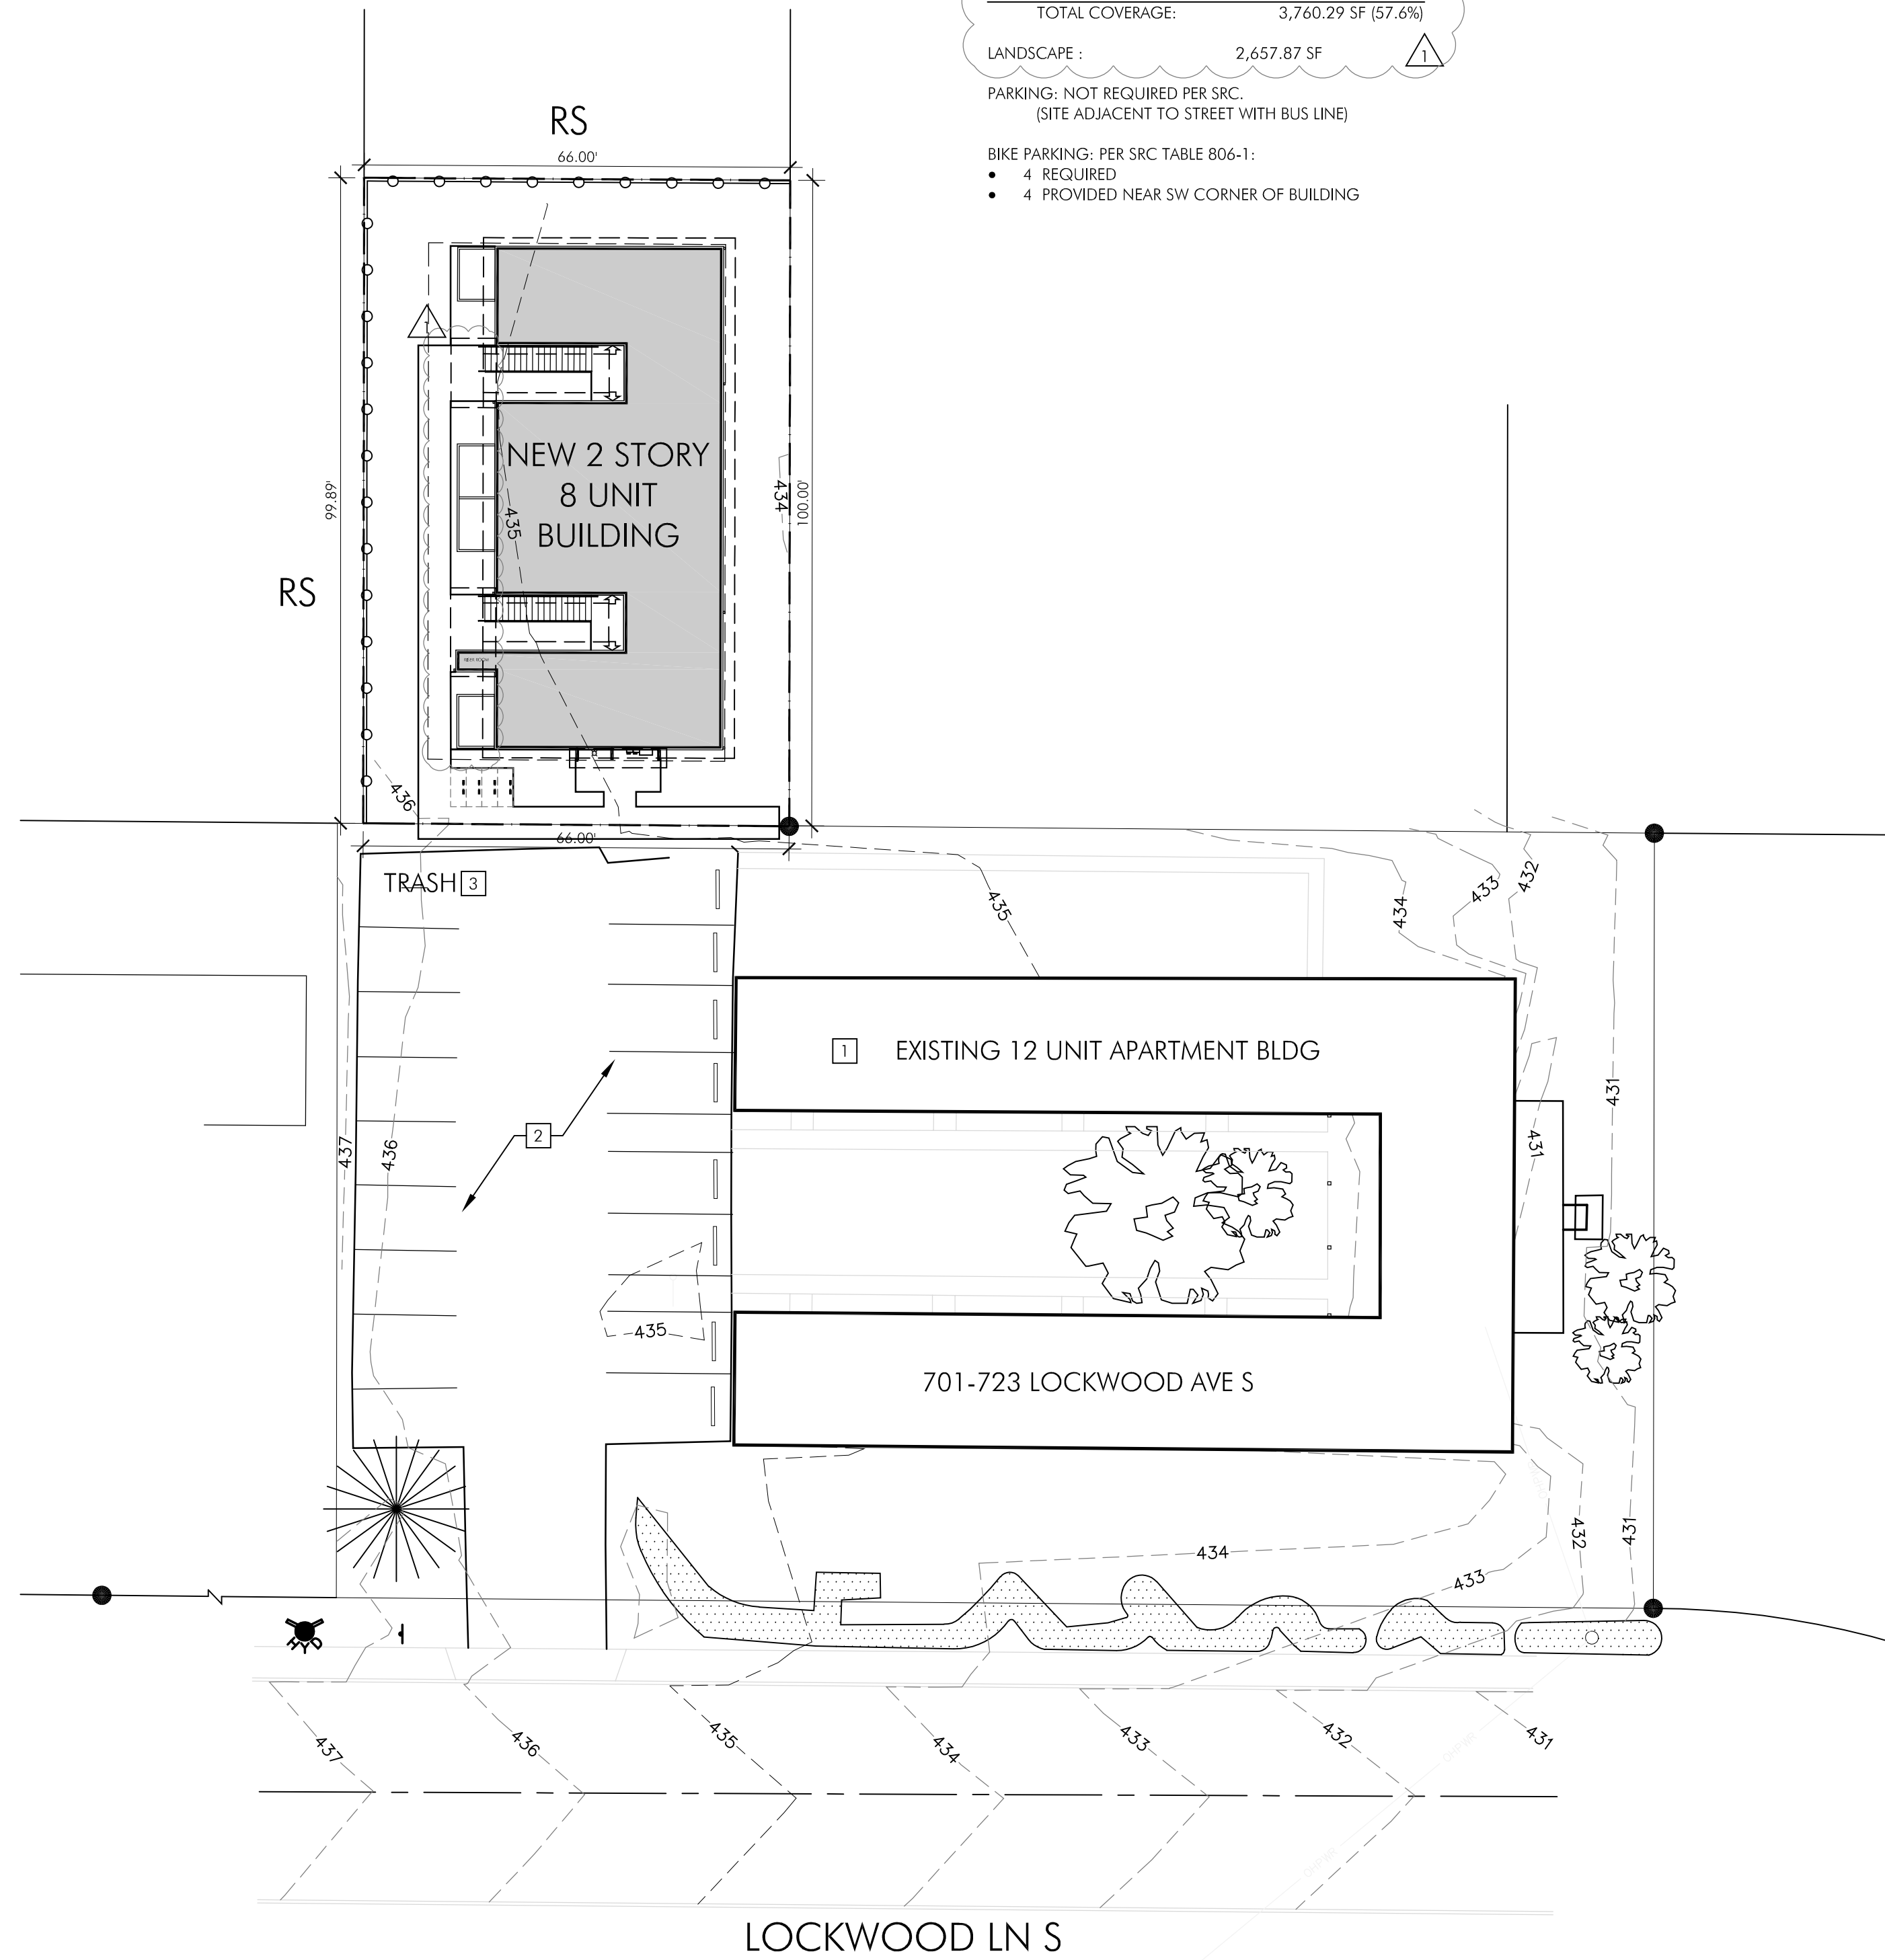 TOTAL COVERAGE: 3,760.29 SF (57.6%)
LANDSCAPE : 2,657.87 SF
1
PARKING: NOT REQUIRED PER SRC.
(SITE ADJACENT TO STREET WITH BUS LINE)
BIKE PARKING: PER SRC TABLE 806-1:
● 4 REQUIRED
● 4 PROVIDED NEAR SW CORNER OF BUILDING
RS
66.00'
1
NEW 2 STORY
8 UNIT
BUILDING
435
434
99.89'
100.00'
RS
436
66.00'
TRASH 3
435
434
433
432
1 EXISTING 12 UNIT APARTMENT BLDG
431
431
437
436
2
435
701-723 LOCKWOOD AVE S
434
433
432
431
HYD
437
436
435
434
433
432
431
OHPWR
OHPWR
LOCKWOOD LN S